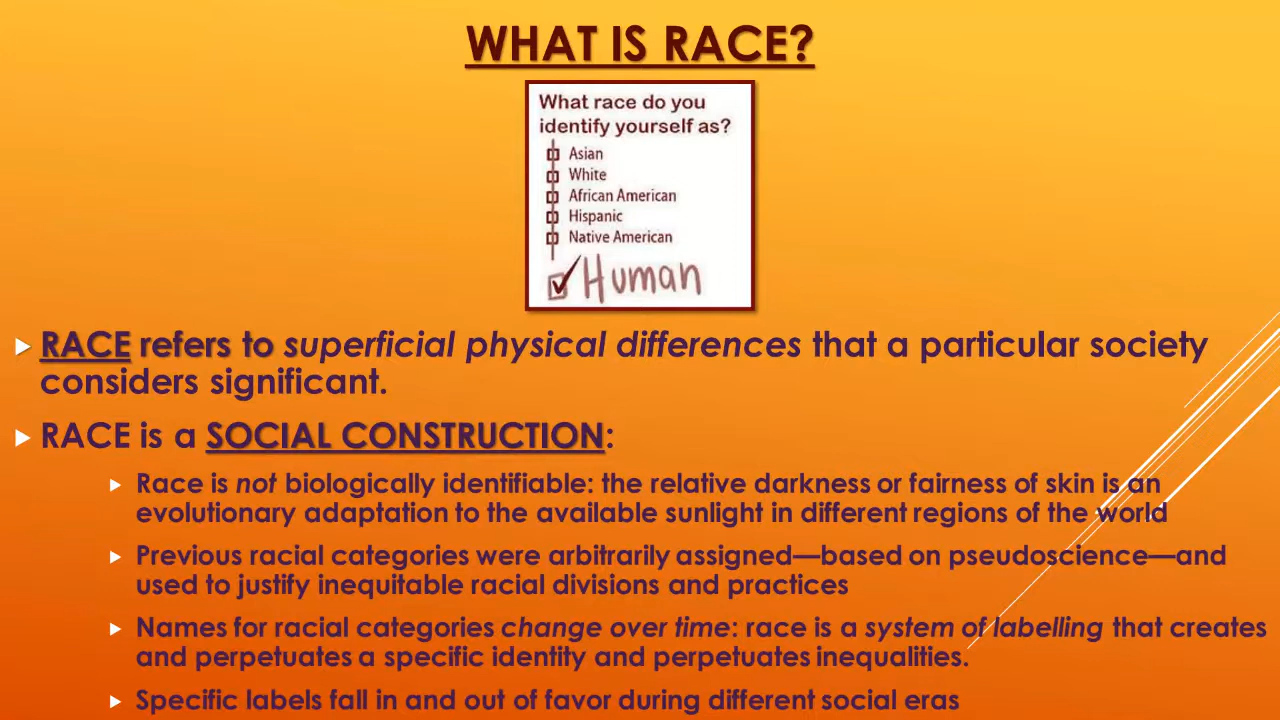 WHAT IS RACE?
What race do you
identify yourself as?
Asian
White
African American
Hispanic
Native American
Human
RACE refers to superficial physical differences that a particular society
considers significant.
RACE is a SOCIAL CONSTRUCTION:
Race is not biologically identifiable: the relative darkness or fairness of skin is an
evolutionary adaptation to the available sunlight in different regions of the world
Previous racial categories were arbitrarily assigned—based on pseudoscience—and
used to justify inequitable racial divisions and practices
Names for racial categories change over time: race is a system of labelling that creates
and perpetuates a specific identity and perpetuates inequalities.
Specific labels fall in and out of favor during different social eras